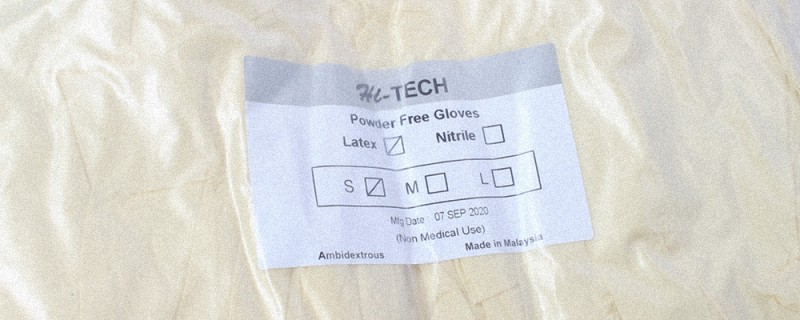 Hi-TECH
Powder Free Gloves
Latex Nitrile
S M L
Mfg Date 07 SEP 2020
(Non Medical Use)
Ambidextrous Made in Malaysia